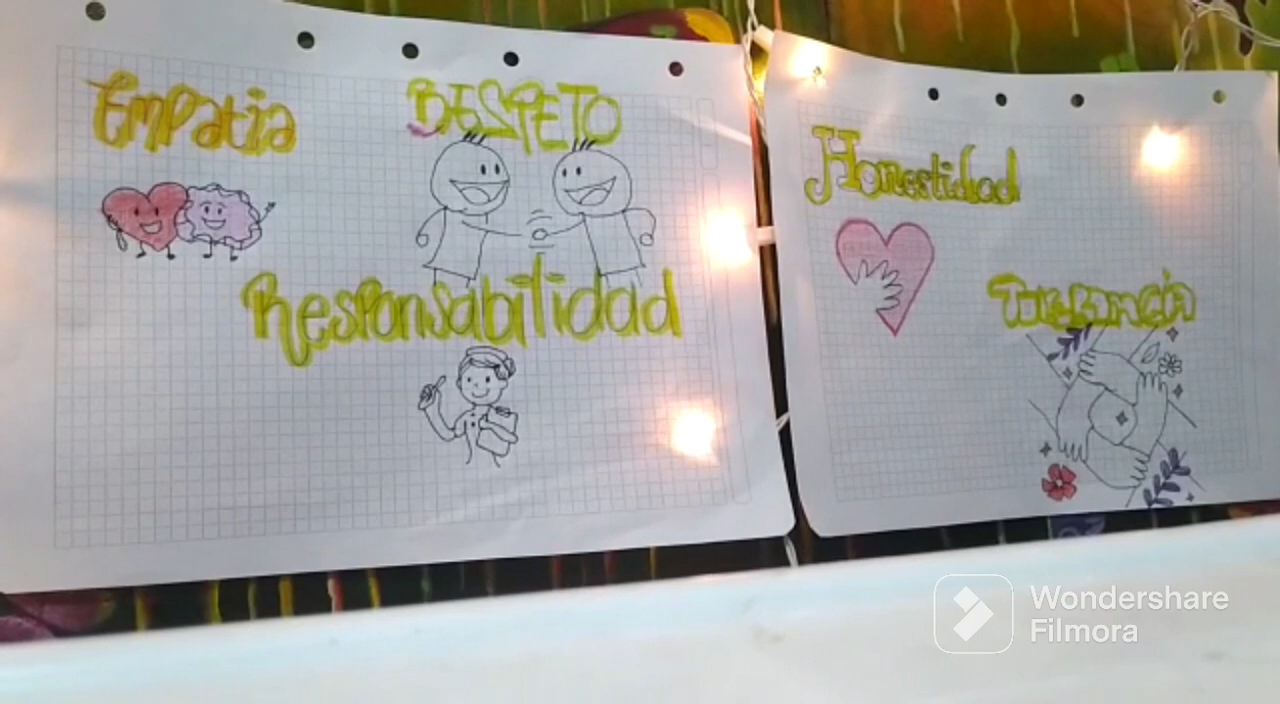 Empatia
RESPETO
Responsabilidad
Honestidad
Tolerancia
Wondershare
Filmora